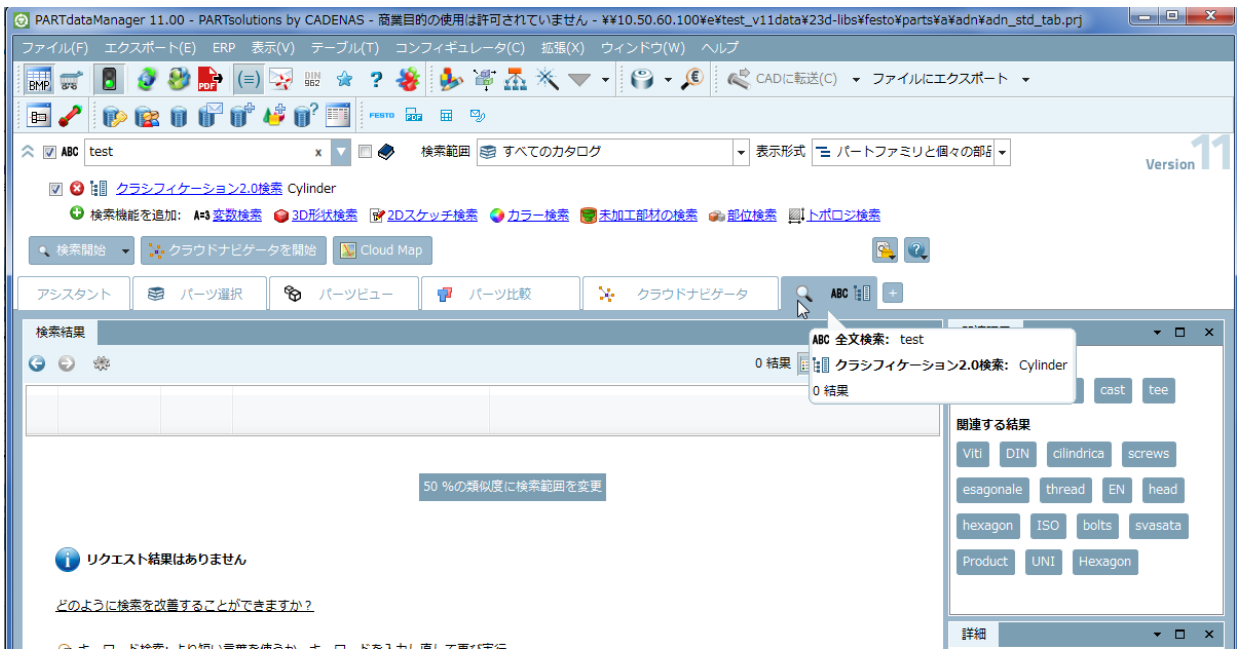 PARTdataManager 11.00 - PARTsolutions by CADENAS - 商業目的の使用は許可されていません - ¥¥10.50.60.100¥e¥test_v11data¥23d-libs¥festo¥parts¥a¥adn¥adn_std_tab.prj
ファイル(F) エクスポート(E) ERP 表示(V) テーブル(T) コンフィギュレータ(C) 拡張(X) ウィンドウ(W) ヘルプ
BMP PDF (=) DIN 962 ? € CADに転送(C) ファイルにエクスポート
? FESTO PDF
ABC test x 検索範囲 すべてのカタログ 表示形式 パートファミリと個々の部
Version 11
クラシフィケーション2.0検索 Cylinder
検索機能を追加: A=3 変数検索 3D形状検索 2Dスケッチ検索 カラー検索 未加工部材の検索 部位検索 トポロジ検索
検索開始 クラウドナビゲータを開始 Cloud Map ?
アシスタント パーツ選択 パーツビュー パーツ比較 クラウドナビゲータ ABC +
検索結果
0 結果
ABC 全文検索: test
クラシフィケーション2.0検索: Cylinder
0 結果
cast tee
関連する結果
Viti DIN cilindrica screws
esagonale thread EN head
hexagon ISO bolts svasata
Product UNI Hexagon
50 %の類似度に検索範囲を変更
リクエスト結果はありません
どのように検索を改善することができますか?
詳細